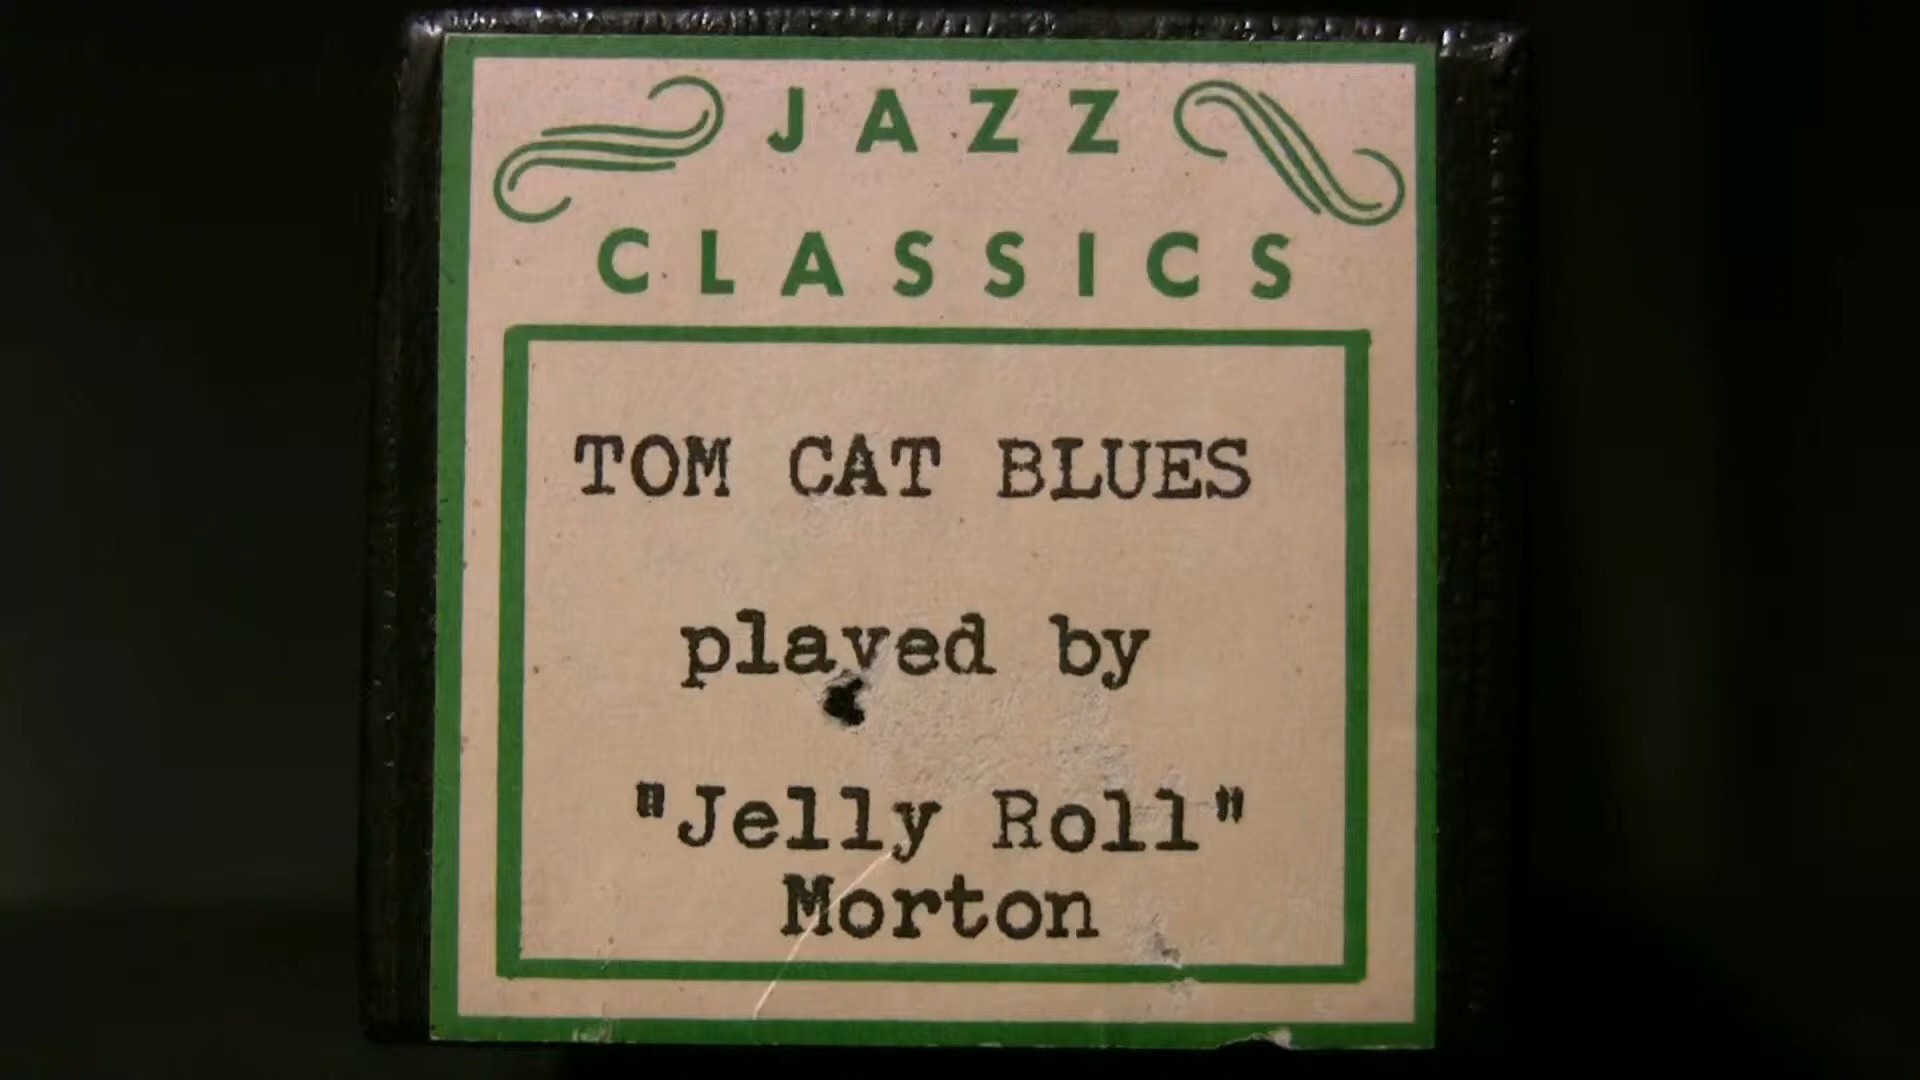 JAZZ
CLASSICS
TOM CAT BLUES
played by
"Jelly Roll"
Morton